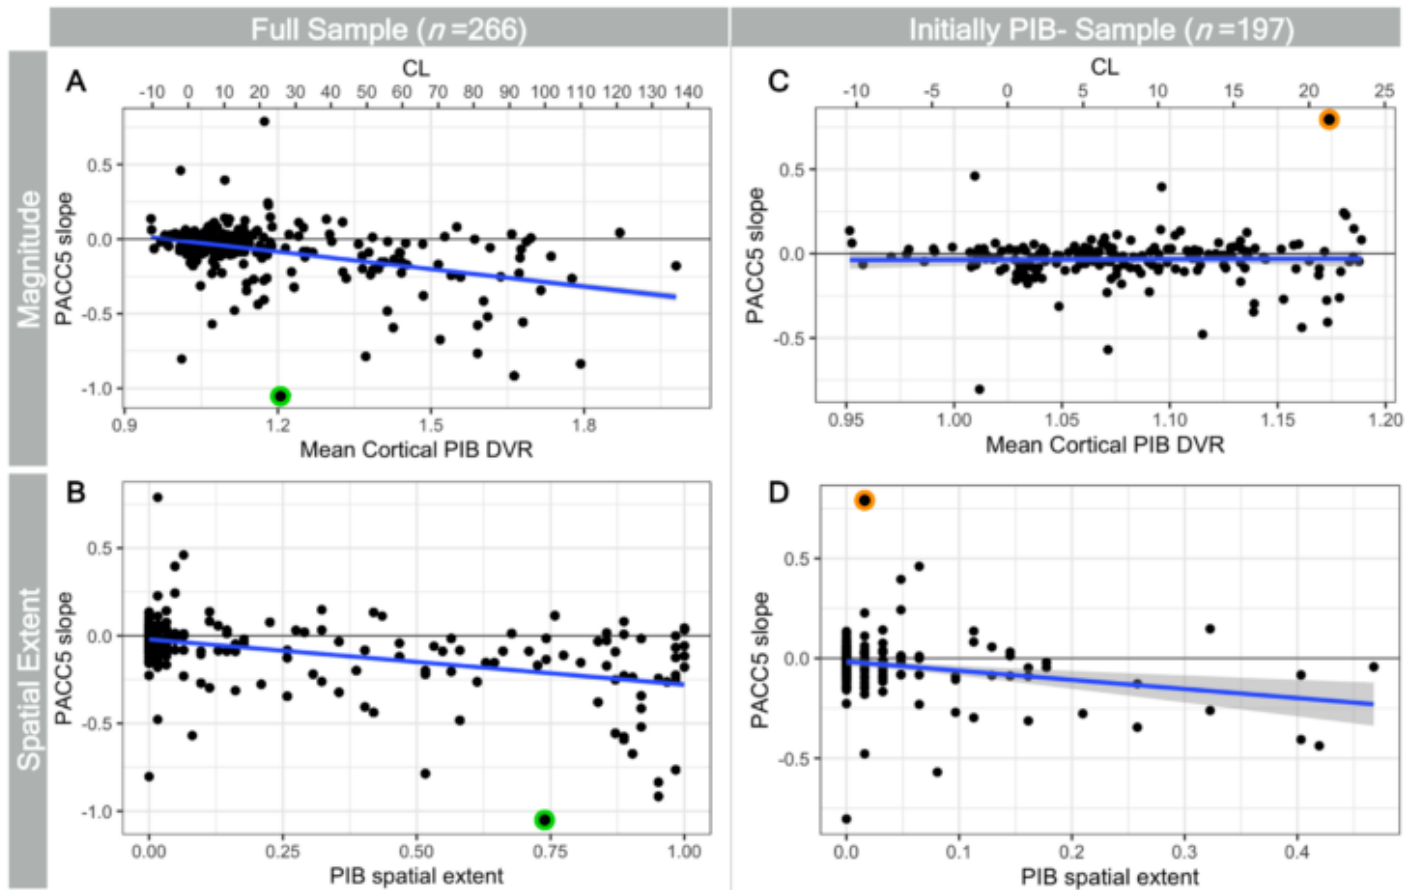 Full Sample (n=266)
Initially PIB- Sample (n=197)
Magnitude
A
CL
-10 0 10 20 30 40 50 60 70 80 90 100 110 120 130 140
PACC5 slope
0.5
0.0
-0.5
-1.0
0.9 1.2 1.5 1.8
Mean Cortical PIB DVR
C
CL
-10 -5 0 5 10 15 20 25
PACC5 slope
0.5
0.0
-0.5
0.95 1.00 1.05 1.10 1.15 1.20
Mean Cortical PIB DVR
Spatial Extent
B
PACC5 slope
0.5
0.0
-0.5
-1.0
0.00 0.25 0.50 0.75 1.00
PIB spatial extent
D
PACC5 slope
0.5
0.0
-0.5
0.0 0.1 0.2 0.3 0.4
PIB spatial extent